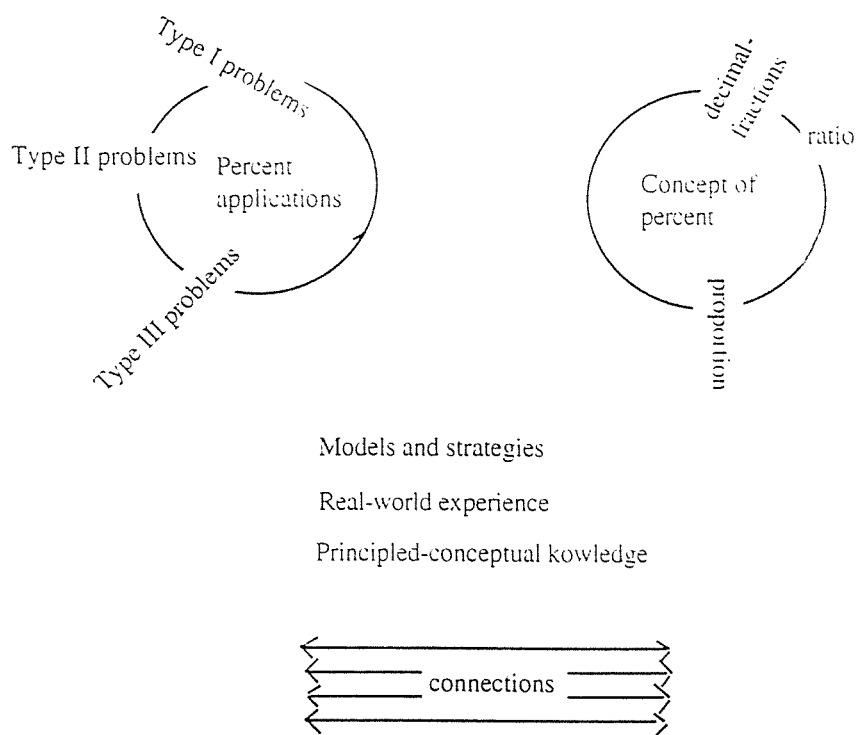 Type I problems
Type II problems
Percent
applications
Type III problems
decimal-
fractions
ratio
Concept of
percent
proportion
Models and strategies
Real-world experience
Principled-conceptual kowledge
connections